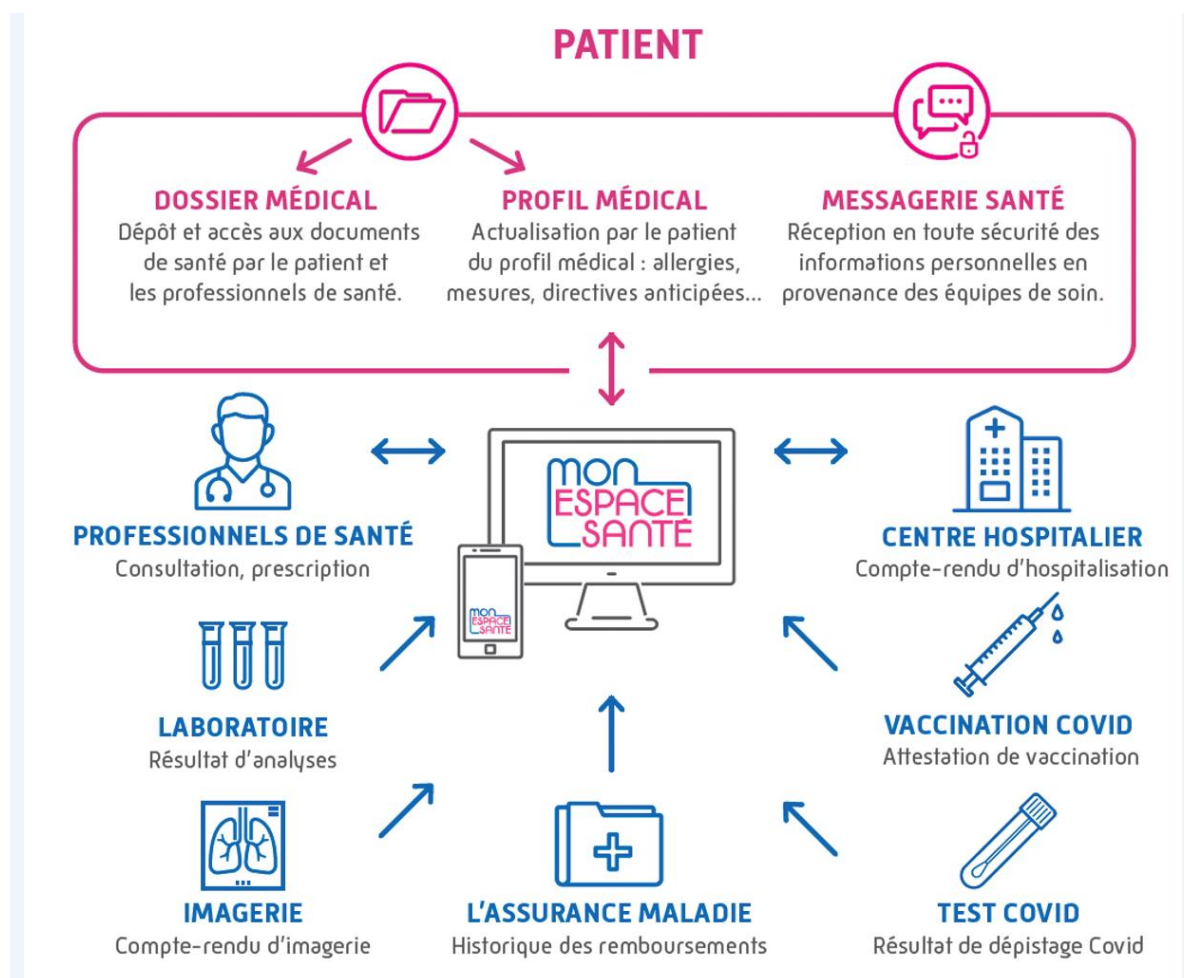 PATIENT
DOSSIER MÉDICAL
Dépôt et accès aux documents
de santé par le patient et
les professionnels de santé.
PROFIL MÉDICAL
Actualisation par le patient
du profil médical : allergies,
mesures, directives anticipées...
MESSAGERIE SANTÉ
Réception en toute sécurité des
informations personnelles en
provenance des équipes de soin.
PROFESSIONNELS DE SANTÉ
Consultation, prescription
mon
ESPACE
SANTÉ
mon
ESPACE
SANTÉ
CENTRE HOSPITALIER
Compte-rendu d'hospitalisation
LABORATOIRE
Résultat d'analyses
VACCINATION COVID
Attestation de vaccination
IMAGERIE
Compte-rendu d'imagerie
L'ASSURANCE MALADIE
Historique des remboursements
TEST COVID
Résultat de dépistage Covid